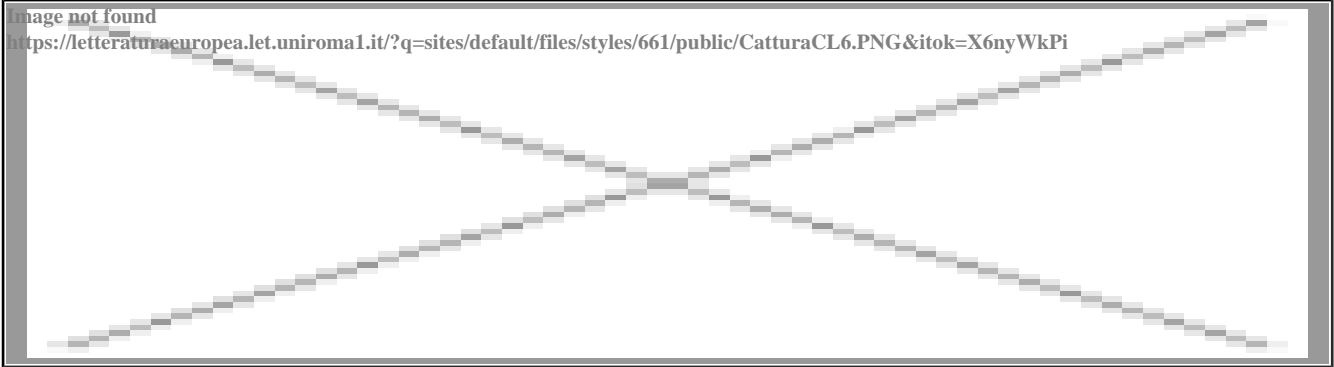 Image not found
https://letteraturaeuropea.let.uniroma1.it/?q=sites/default/files/styles/661/public/CatturaCL6.PNG&itok=X6nyWkPi